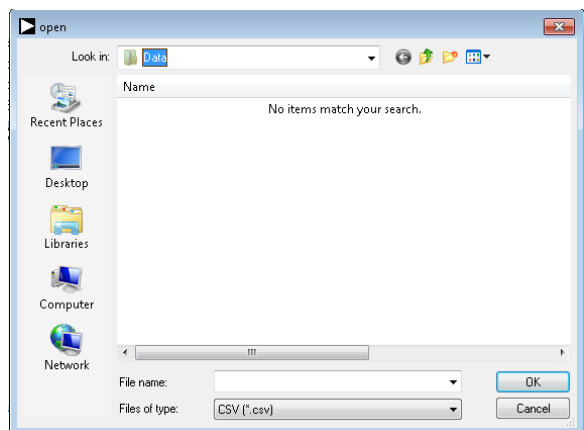 open
Look in:
Data
Name
No items match your search.
Recent Places
Desktop
Libraries
Computer
Network
File name:
OK
Files of type:
CSV (*.csv)
Cancel